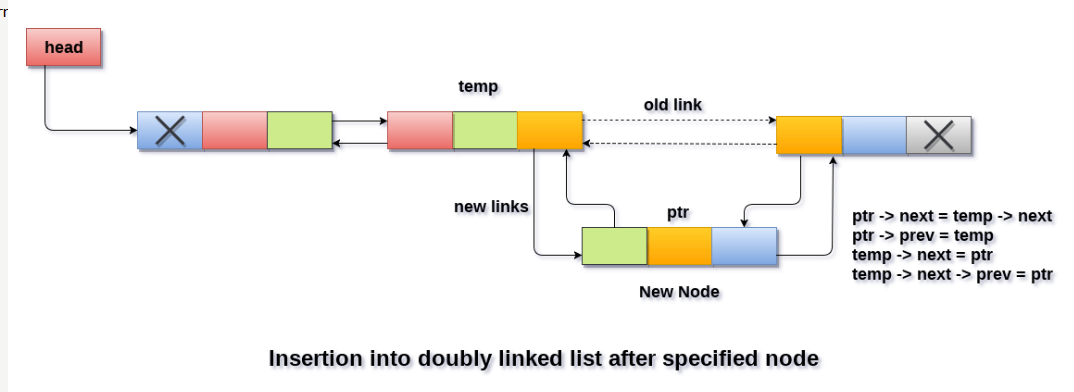 head
temp
old link
new links
ptr
ptr -> next = temp -> next
ptr -> prev = temp
temp -> next = ptr
temp -> next -> prev = ptr
New Node
Insertion into doubly linked list after specified node